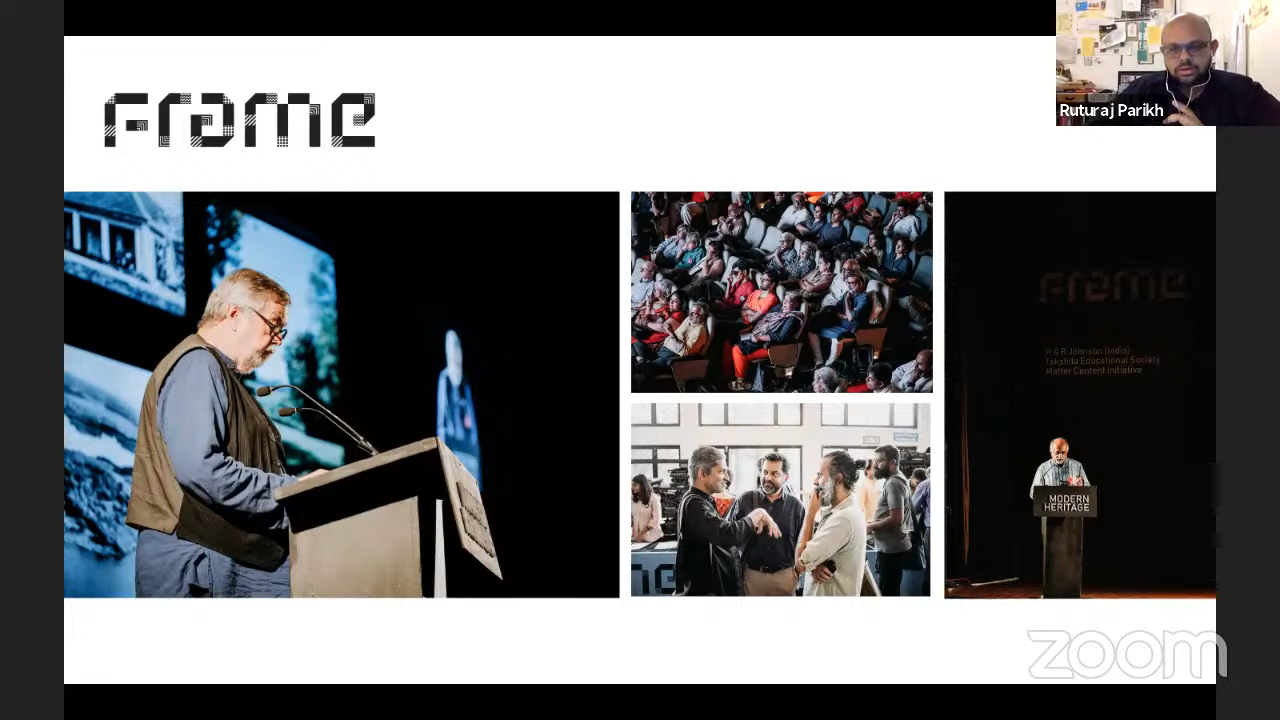 Frame
Ruturaj Parikh
Frame
H & R Johnson (India)
Takshila Educational Society
Matter Content Initiative
MODERN
HERITAGE
zoom